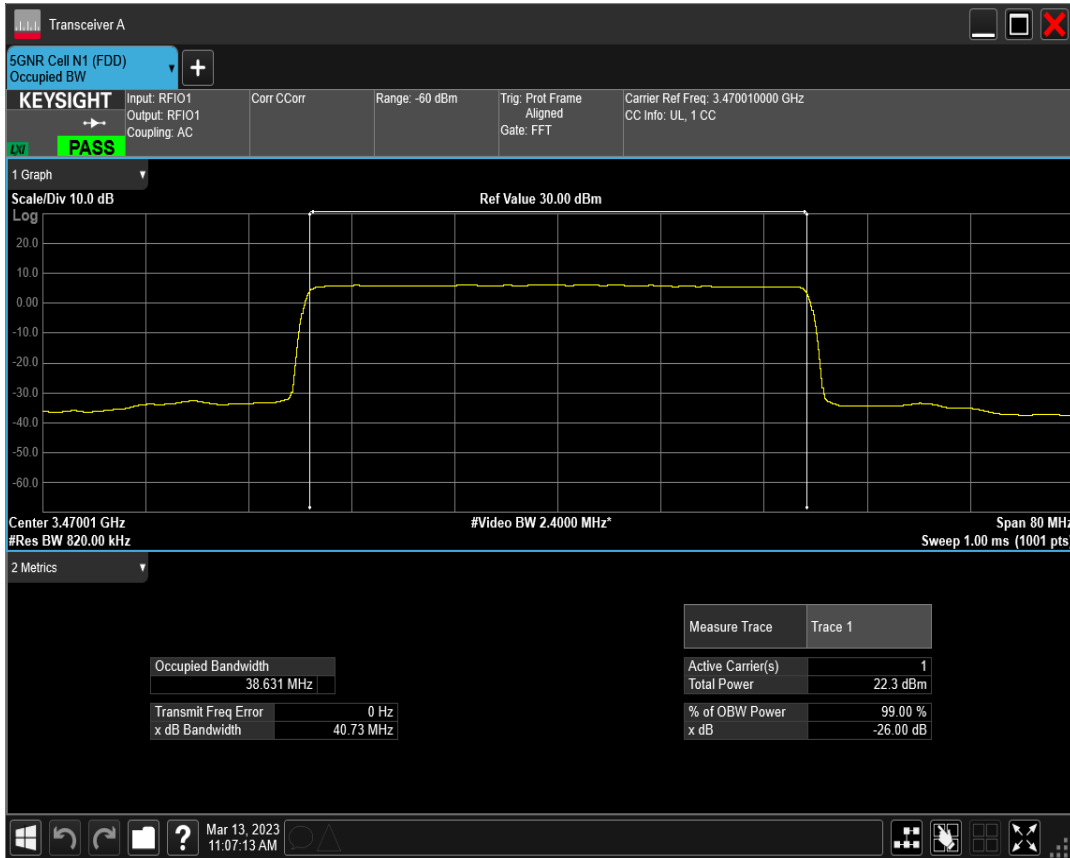 Transceiver A
5GNR Cell N1 (FDD)
Occupied BW
+
KEYSIGHT
LXI
PASS
Input: RFIO1
Output: RFIO1
Coupling: AC
Corr CCorr
Range: -60 dBm
Trig: Prot Frame
Aligned
Gate: FFT
Carrier Ref Freq: 3.470010000 GHz
CC Info: UL, 1 CC
1 Graph
Scale/Div 10.0 dB
Ref Value 30.00 dBm
Log
20.0
10.0
0.00
-10.0
-20.0
-30.0
-40.0
-50.0
-60.0
Center 3.47001 GHz
#Video BW 2.4000 MHz*
Span 80 MHz
#Res BW 820.00 kHz
Sweep 1.00 ms (1001 pts)
2 Metrics
Measure Trace Trace 1
Occupied Bandwidth
38.631 MHz
Active Carrier(s) 1
Total Power 22.3 dBm
Transmit Freq Error 0 Hz
x dB Bandwidth 40.73 MHz
% of OBW Power 99.00 %
x dB -26.00 dB
?
Mar 13, 2023
11:07:13 AM